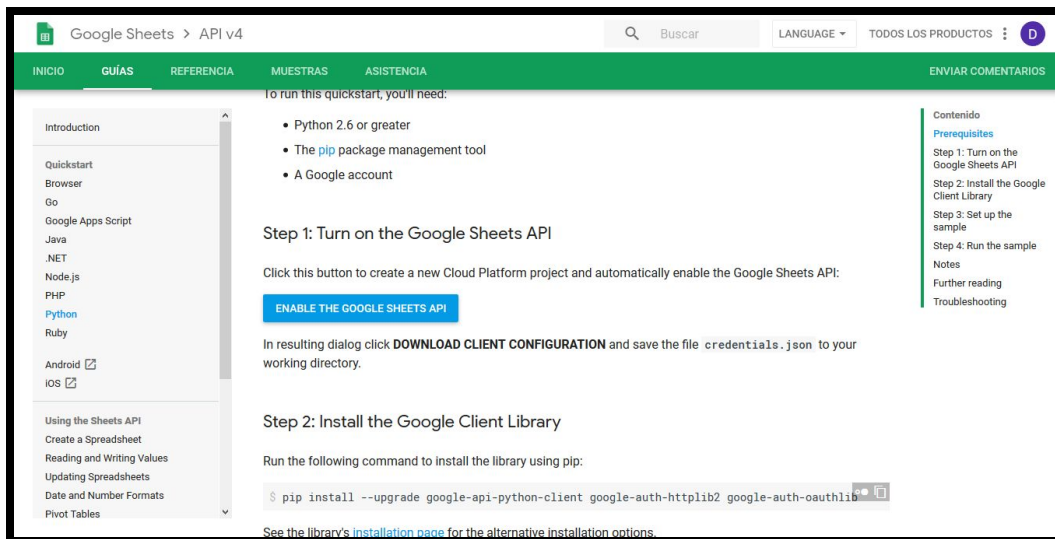 Google Sheets > API v4
Buscar
LANGUAGE
TODOS LOS PRODUCTOS
D
INICIO
GUÍAS
REFERENCIA
MUESTRAS
ASISTENCIA
ENVIAR COMENTARIOS
Introduction
Quickstart
Browser
Go
Google Apps Script
Java
.NET
Node.js
PHP
Python
Ruby
Android
iOS
Using the Sheets API
Create a Spreadsheet
Reading and Writing Values
Updating Spreadsheets
Date and Number Formats
Pivot Tables
To run this quickstart, you'll need:
• Python 2.6 or greater
• The pip package management tool
• A Google account
Step 1: Turn on the Google Sheets API
Click this button to create a new Cloud Platform project and automatically enable the Google Sheets API:
ENABLE THE GOOGLE SHEETS API
In resulting dialog click DOWNLOAD CLIENT CONFIGURATION and save the file credentials.json to your
working directory.
Step 2: Install the Google Client Library
Run the following command to install the library using pip:
$ pip install --upgrade google-api-python-client google-auth-httplib2 google-auth-oauthlib
See the library's installation page for the alternative installation options.
Contenido
Prerequisites
Step 1: Turn on the
Google Sheets API
Step 2: Install the Google
Client Library
Step 3: Set up the
sample
Step 4: Run the sample
Notes
Further reading
Troubleshooting